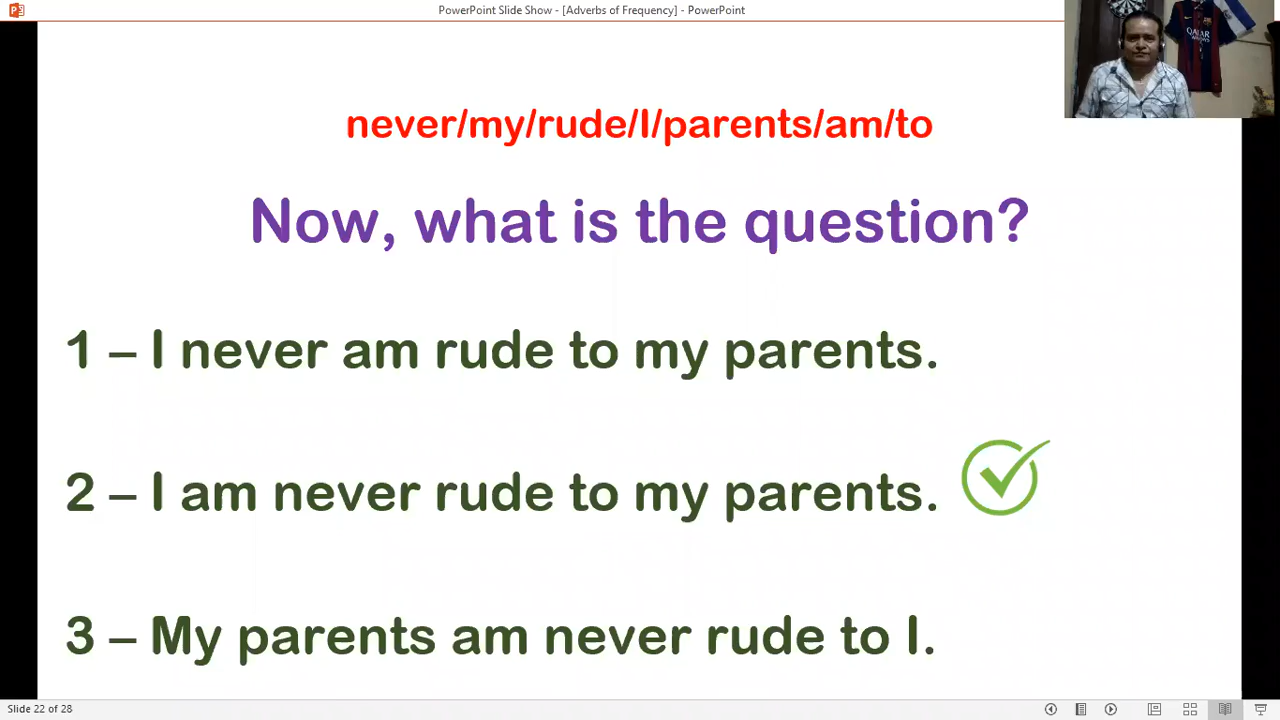 PowerPoint Slide Show - [Adverbs of Frequency] - PowerPoint
QATAR
never/my/rude/I/parents/am/to
Now, what is the question?
1 – I never am rude to my parents.
2 – I am never rude to my parents.
3 – My parents am never rude to I.
Slide 22 of 28